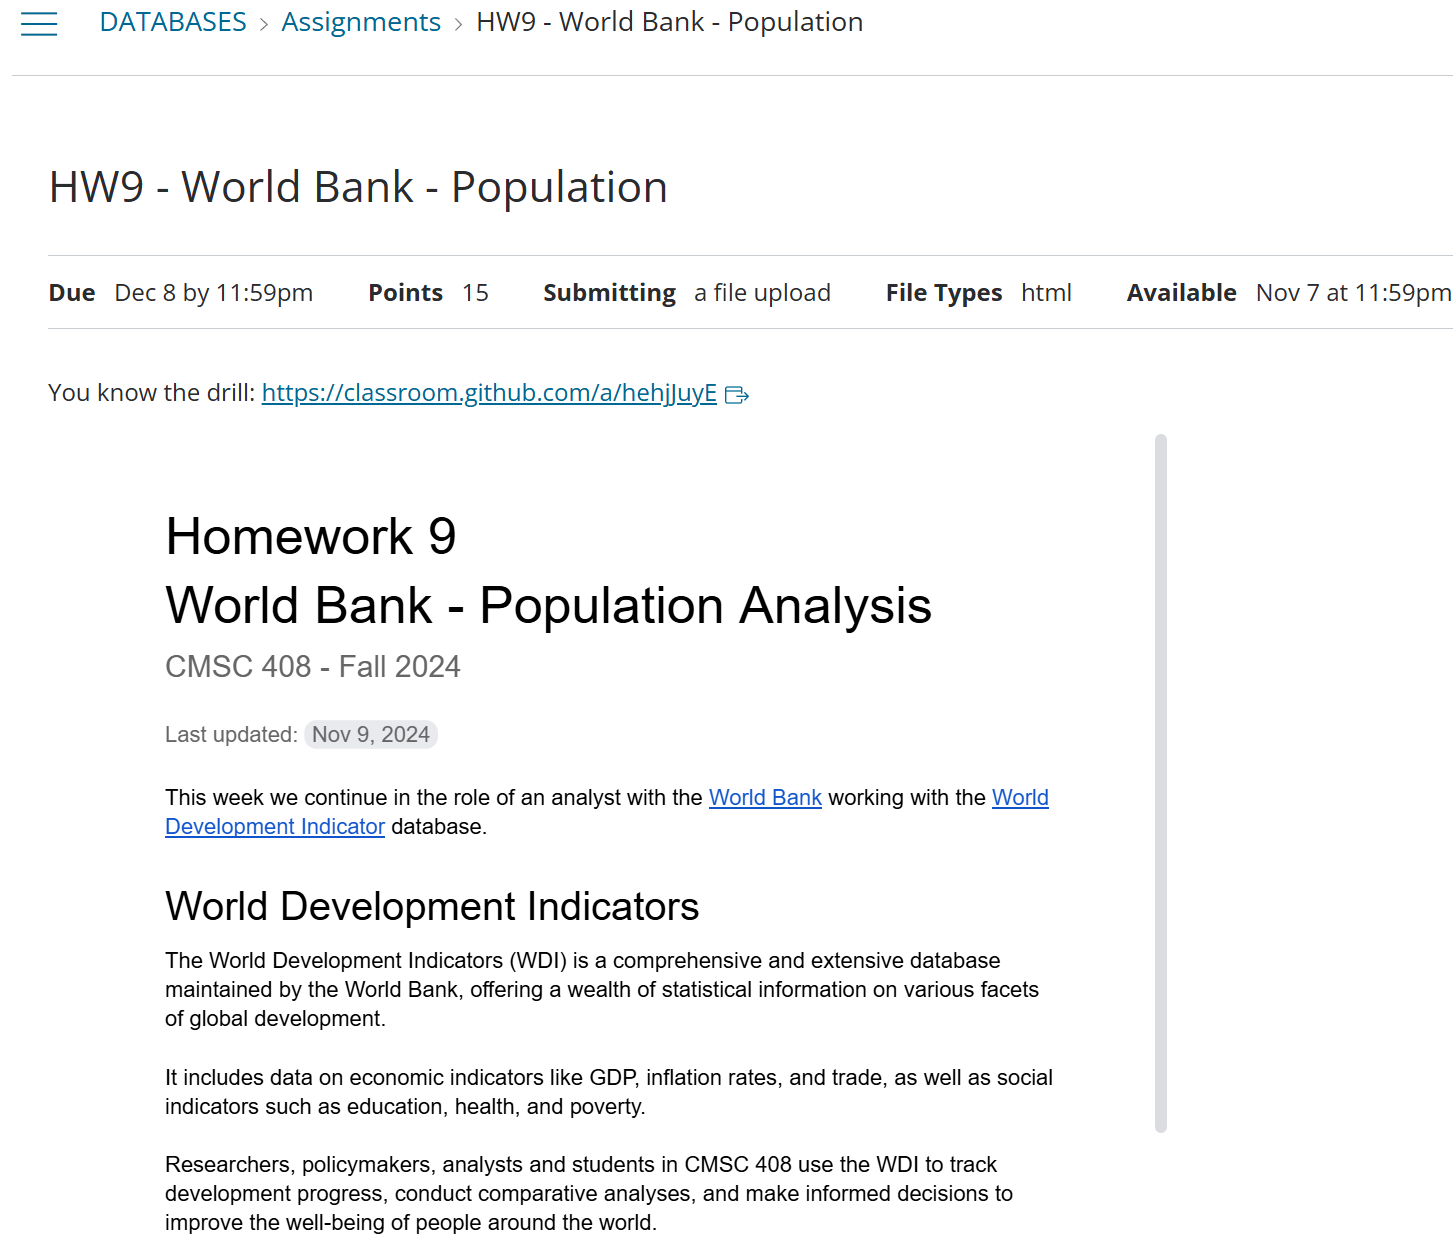 DATABASES > Assignments > HW9 - World Bank - Population
HW9 - World Bank - Population
Due Dec 8 by 11:59pm Points 15 Submitting a file upload File Types html Available Nov 7 at 11:59pm
You know the drill: https://classroom.github.com/a/hehjJuyE
Homework 9
World Bank - Population Analysis
CMSC 408 - Fall 2024
Last updated: Nov 9, 2024
This week we continue in the role of an analyst with the World Bank working with the World
Development Indicator database.
World Development Indicators
The World Development Indicators (WDI) is a comprehensive and extensive database
maintained by the World Bank, offering a wealth of statistical information on various facets
of global development.
It includes data on economic indicators like GDP, inflation rates, and trade, as well as social
indicators such as education, health, and poverty.
Researchers, policymakers, analysts and students in CMSC 408 use the WDI to track
development progress, conduct comparative analyses, and make informed decisions to
improve the well-being of people around the world.